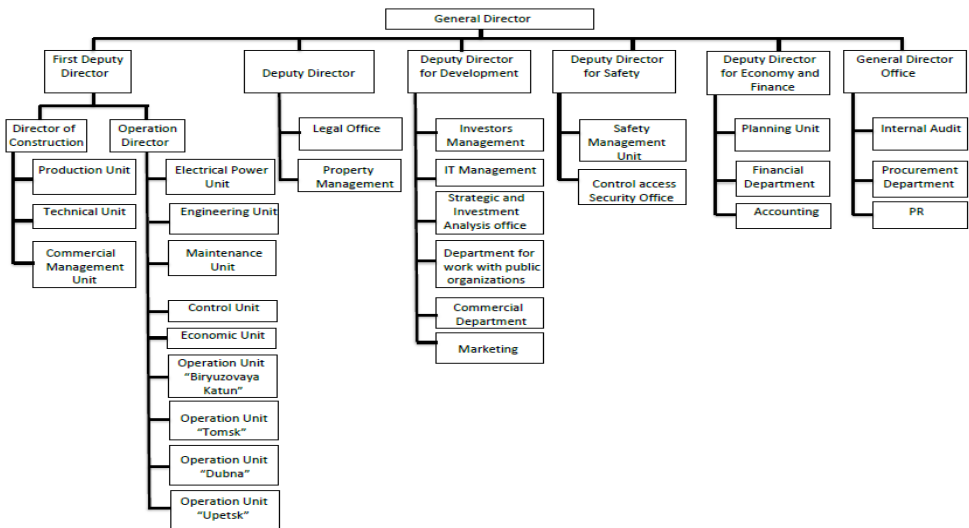 General Director
First Deputy
Director
Deputy Director
Deputy Director
for Development
Deputy Director
for Safety
Deputy Director
for Economy and
Finance
General Director
Office
Director of
Construction
Operation
Director
Production Unit
Technical Unit
Commercial
Management
Unit
Electrical Power
Unit
Engineering Unit
Maintenance
Unit
Control Unit
Economic Unit
Operation Unit
"Biryuzovaya
Katun"
Operation Unit
"Tomsk"
Operation Unit
"Dubna"
Operation Unit
"Upetsk"
Legal Office
Property
Management
Investors
Management
IT Management
Strategic and
Investment
Analysis office
Department for
work with public
organizations
Commercial
Department
Marketing
Safety
Management
Unit
Control access
Security Office
Planning Unit
Financial
Department
Accounting
Internal Audit
Procurement
Department
PR